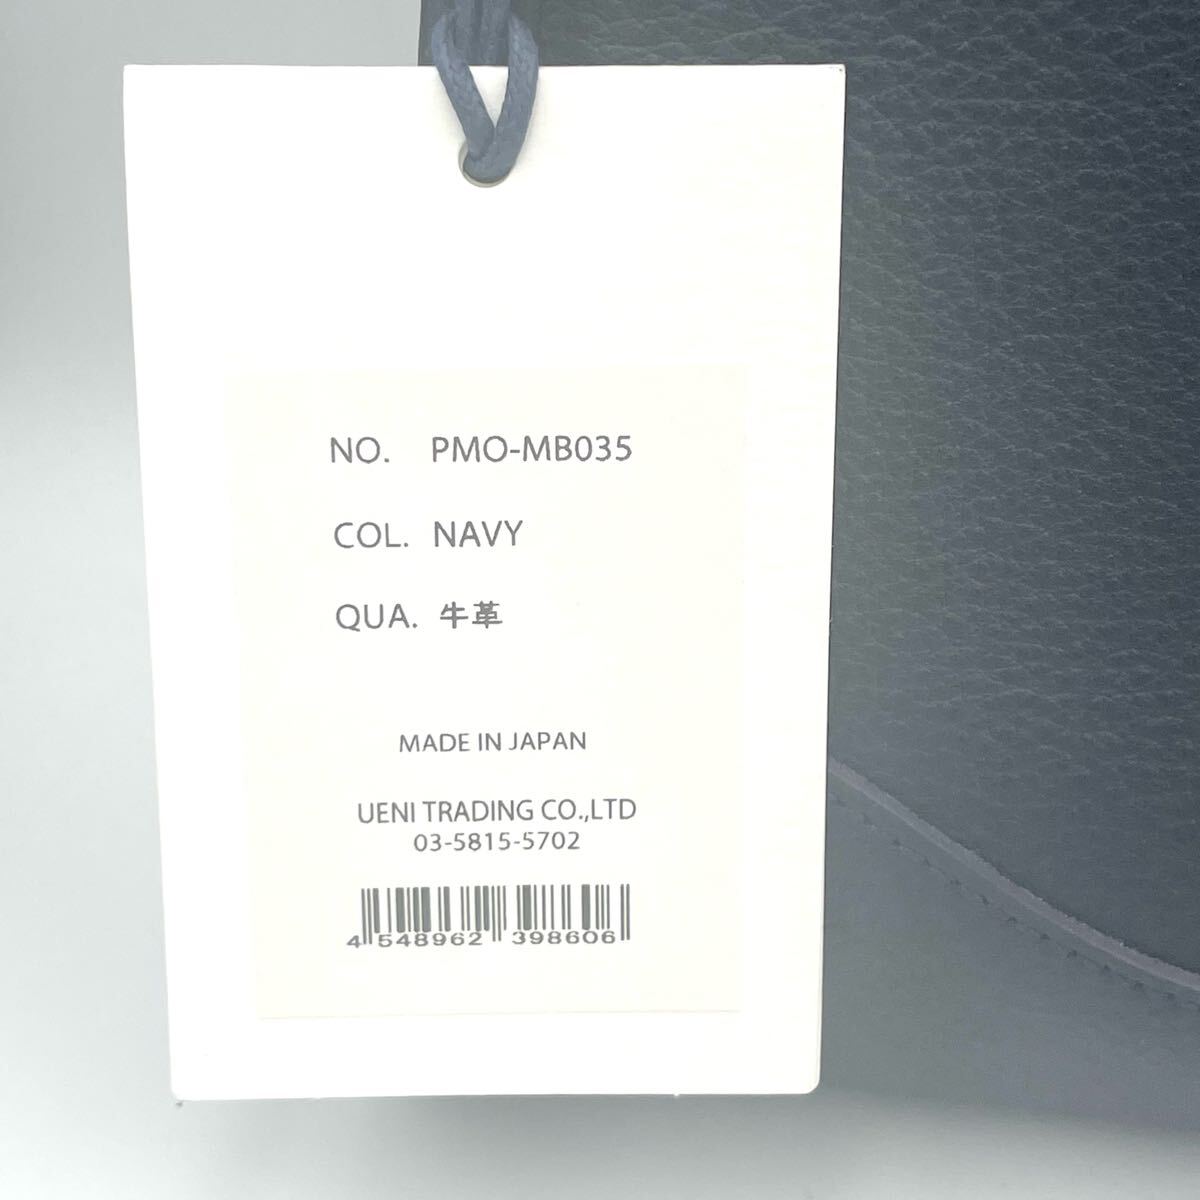 NO. PMO-MB035
COL. NAVY
QUA. 牛革
MADE IN JAPAN
UENI TRADING CO.,LTD
03-5815-5702
4 548962 398606